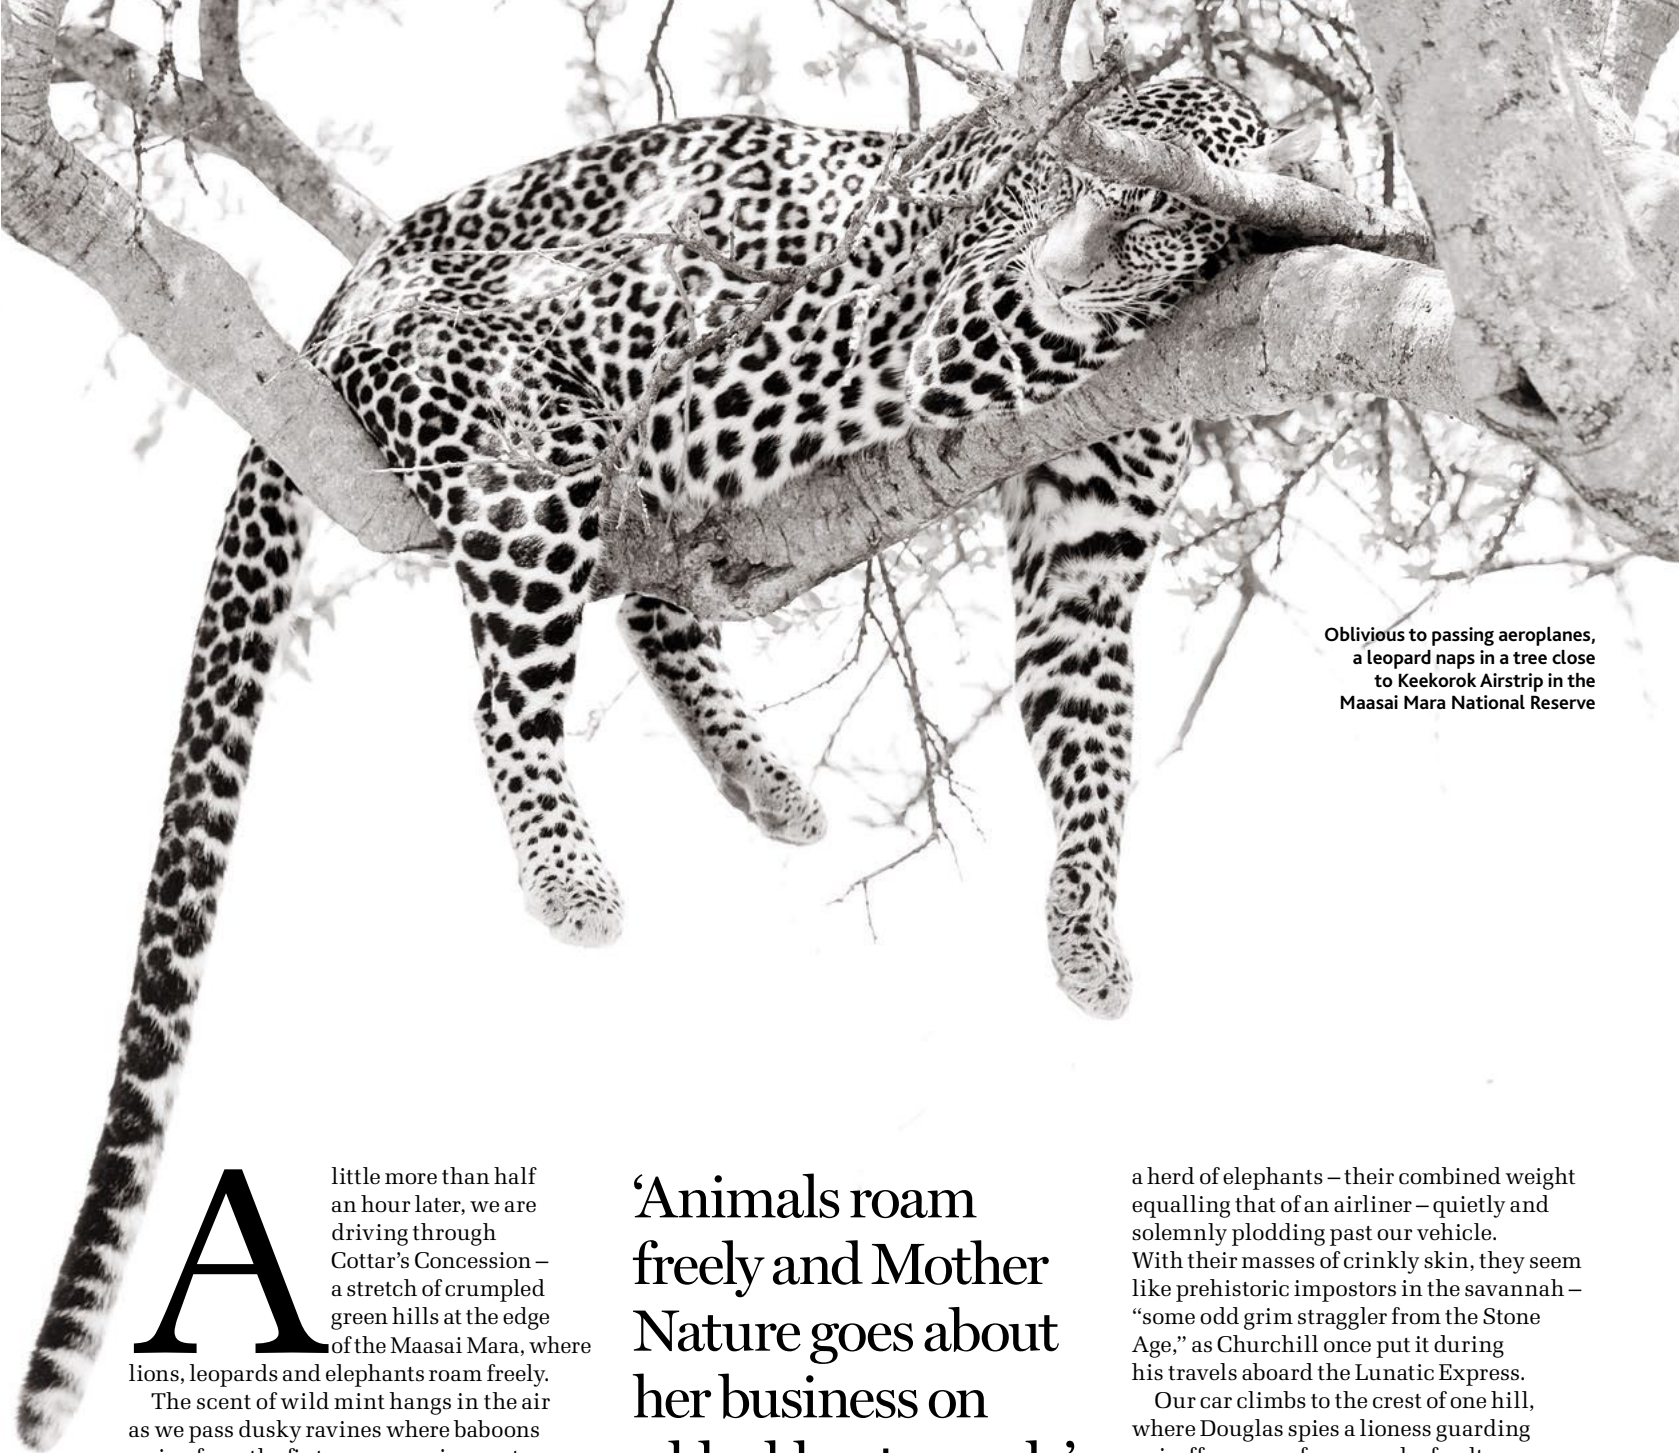 Oblivious to passing aeroplanes,
a leopard naps in a tree close
to Keekorok Airstrip in the
Maasai Mara National Reserve
A little more than half
an hour later, we are
driving through
Cottar’s Concession –
a stretch of crumpled
green hills at the edge
of the Maasai Mara, where
lions, leopards and elephants roam freely.
The scent of wild mint hangs in the air
as we pass dusky ravines where baboons
‘Animals roam
freely and Mother
Nature goes about
her business on
a herd of elephants – their combined weight
equalling that of an airliner – quietly and
solemnly plodding past our vehicle.
With their masses of crinkly skin, they seem
like prehistoric impostors in the savannah –
“some odd grim straggler from the Stone
Age,” as Churchill once put it during
his travels aboard the Lunatic Express.
Our car climbs to the crest of one hill,
where Douglas spies a lioness guarding